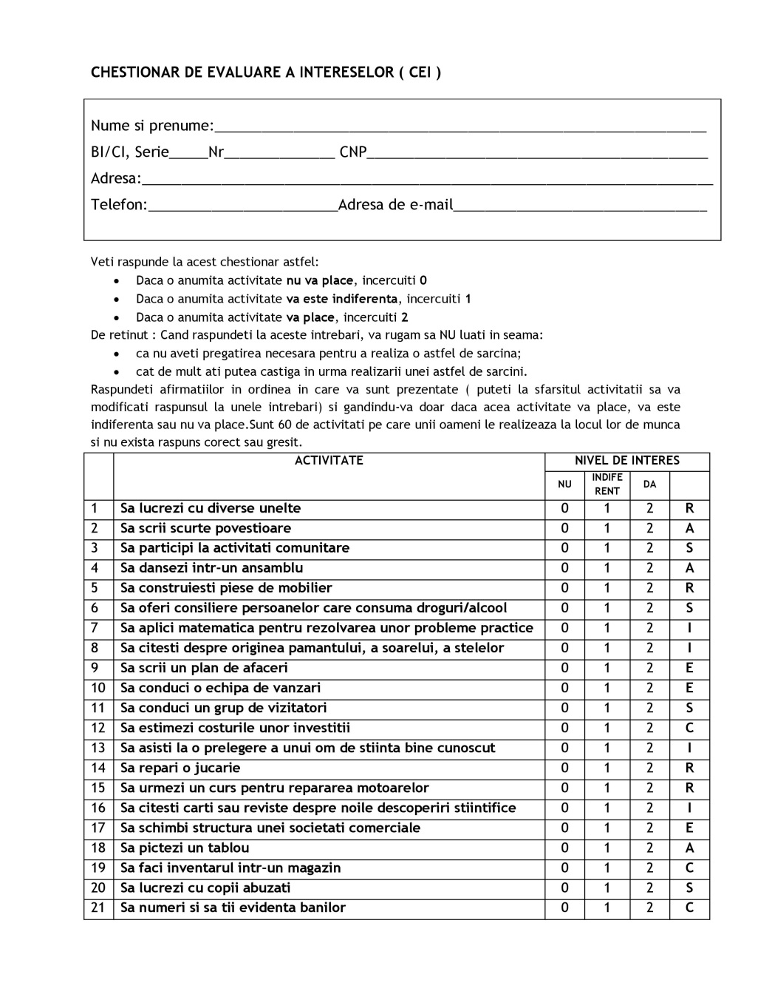 CHESTIONAR DE EVALUARE A INTERESELOR ( CEI )
Nume si prenume:______________________________________________________________
BI/CI, Serie_____Nr______________ CNP___________________________________________
Adresa:________________________________________________________________________
Telefon:________________________Adresa de e-mail________________________________
Veti raspunde la acest chestionar astfel:
• Daca o anumita activitate nu va place, incercuiti 0
• Daca o anumita activitate va este indiferenta, incercuiti 1
• Daca o anumita activitate va place, incercuiti 2
De retinut : Cand raspundeti la aceste intrebari, va rugam sa NU luati in seama:
• ca nu aveti pregatirea necesara pentru a realiza o astfel de sarcina;
• cat de mult ati putea castiga in urma realizarii unei astfel de sarcini.
Raspundeti afirmatiilor in ordinea in care va sunt prezentate ( puteti la sfarsitul activitatii sa va
modificati raspunsul la unele intrebari) si gandindu-va doar daca acea activitate va place, va este
indiferenta sau nu va place.Sunt 60 de activitati pe care unii oameni le realizeaza la locul lor de munca
si nu exista raspuns corect sau gresit.
ACTIVITATE NIVEL DE INTERES
NU INDIFE RENT DA
1 Sa lucrezi cu diverse unelte 0 1 2 R
2 Sa scrii scurte povestioare 0 1 2 A
3 Sa participi la activitati comunitare 0 1 2 S
4 Sa dansezi intr-un ansamblu 0 1 2 A
5 Sa construiesti piese de mobilier 0 1 2 R
6 Sa oferi consiliere persoanelor care consuma droguri/alcool 0 1 2 S
7 Sa aplici matematica pentru rezolvarea unor probleme practice 0 1 2 I
8 Sa citesti despre originea pamantului, a soarelui, a stelelor 0 1 2 I
9 Sa scrii un plan de afaceri 0 1 2 E
10 Sa conduci o echipa de vanzari 0 1 2 E
11 Sa conduci un grup de vizitatori 0 1 2 S
12 Sa estimezi costurile unor investitii 0 1 2 C
13 Sa asisti la o prelegere a unui om de stiinta bine cunoscut 0 1 2 I
14 Sa repari o jucarie 0 1 2 R
15 Sa urmezi un curs pentru repararea motoarelor 0 1 2 R
16 Sa citesti carti sau reviste despre noile descoperiri stiintifice 0 1 2 I
17 Sa schimbi structura unei societati comerciale 0 1 2 E
18 Sa pictezi un tablou 0 1 2 A
19 Sa faci inventarul intr-un magazin 0 1 2 C
20 Sa lucrezi cu copii abuzati 0 1 2 S
21 Sa numeri si sa tii evidenta banilor 0 1 2 C